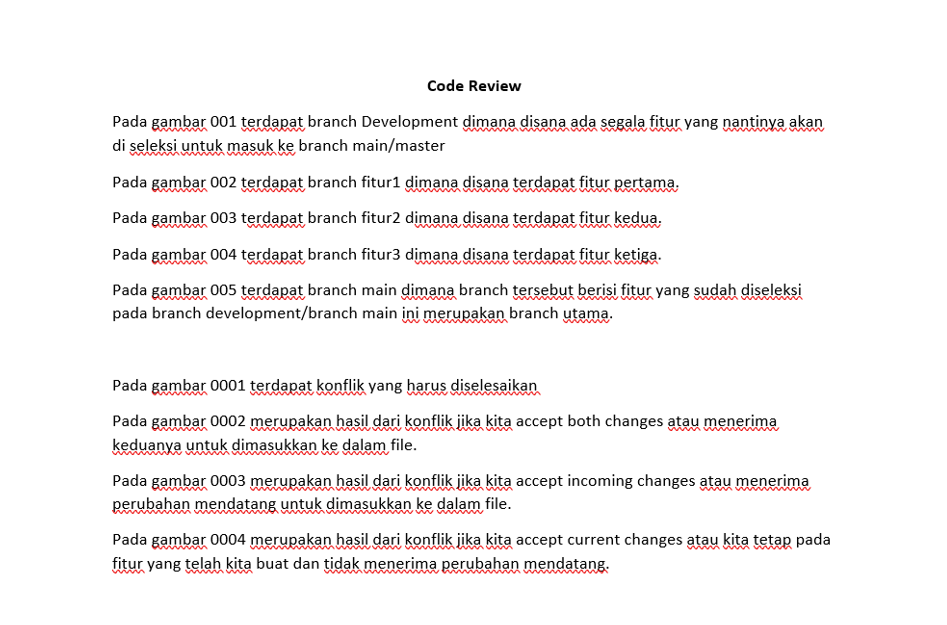 Code Review
Pada gambar 001 terdapat branch Development dimana disana ada segala fitur yang nantinya akan
di seleksi untuk masuk ke branch main/master
Pada gambar 002 terdapat branch fitur1 dimana disana terdapat fitur pertama.
Pada gambar 003 terdapat branch fitur2 dimana disana terdapat fitur kedua.
Pada gambar 004 terdapat branch fitur3 dimana disana terdapat fitur ketiga.
Pada gambar 005 terdapat branch main dimana branch tersebut berisi fitur yang sudah diseleksi
pada branch development/branch main ini merupakan branch utama.
Pada gambar 0001 terdapat konflik yang harus diselesaikan
Pada gambar 0002 merupakan hasil dari konflik jika kita accept both changes atau menerima
keduanya untuk dimasukkan ke dalam file.
Pada gambar 0003 merupakan hasil dari konflik jika kita accept incoming changes atau menerima
perubahan mendatang untuk dimasukkan ke dalam file.
Pada gambar 0004 merupakan hasil dari konflik jika kita accept current changes atau kita tetap pada
fitur yang telah kita buat dan tidak menerima perubahan mendatang.